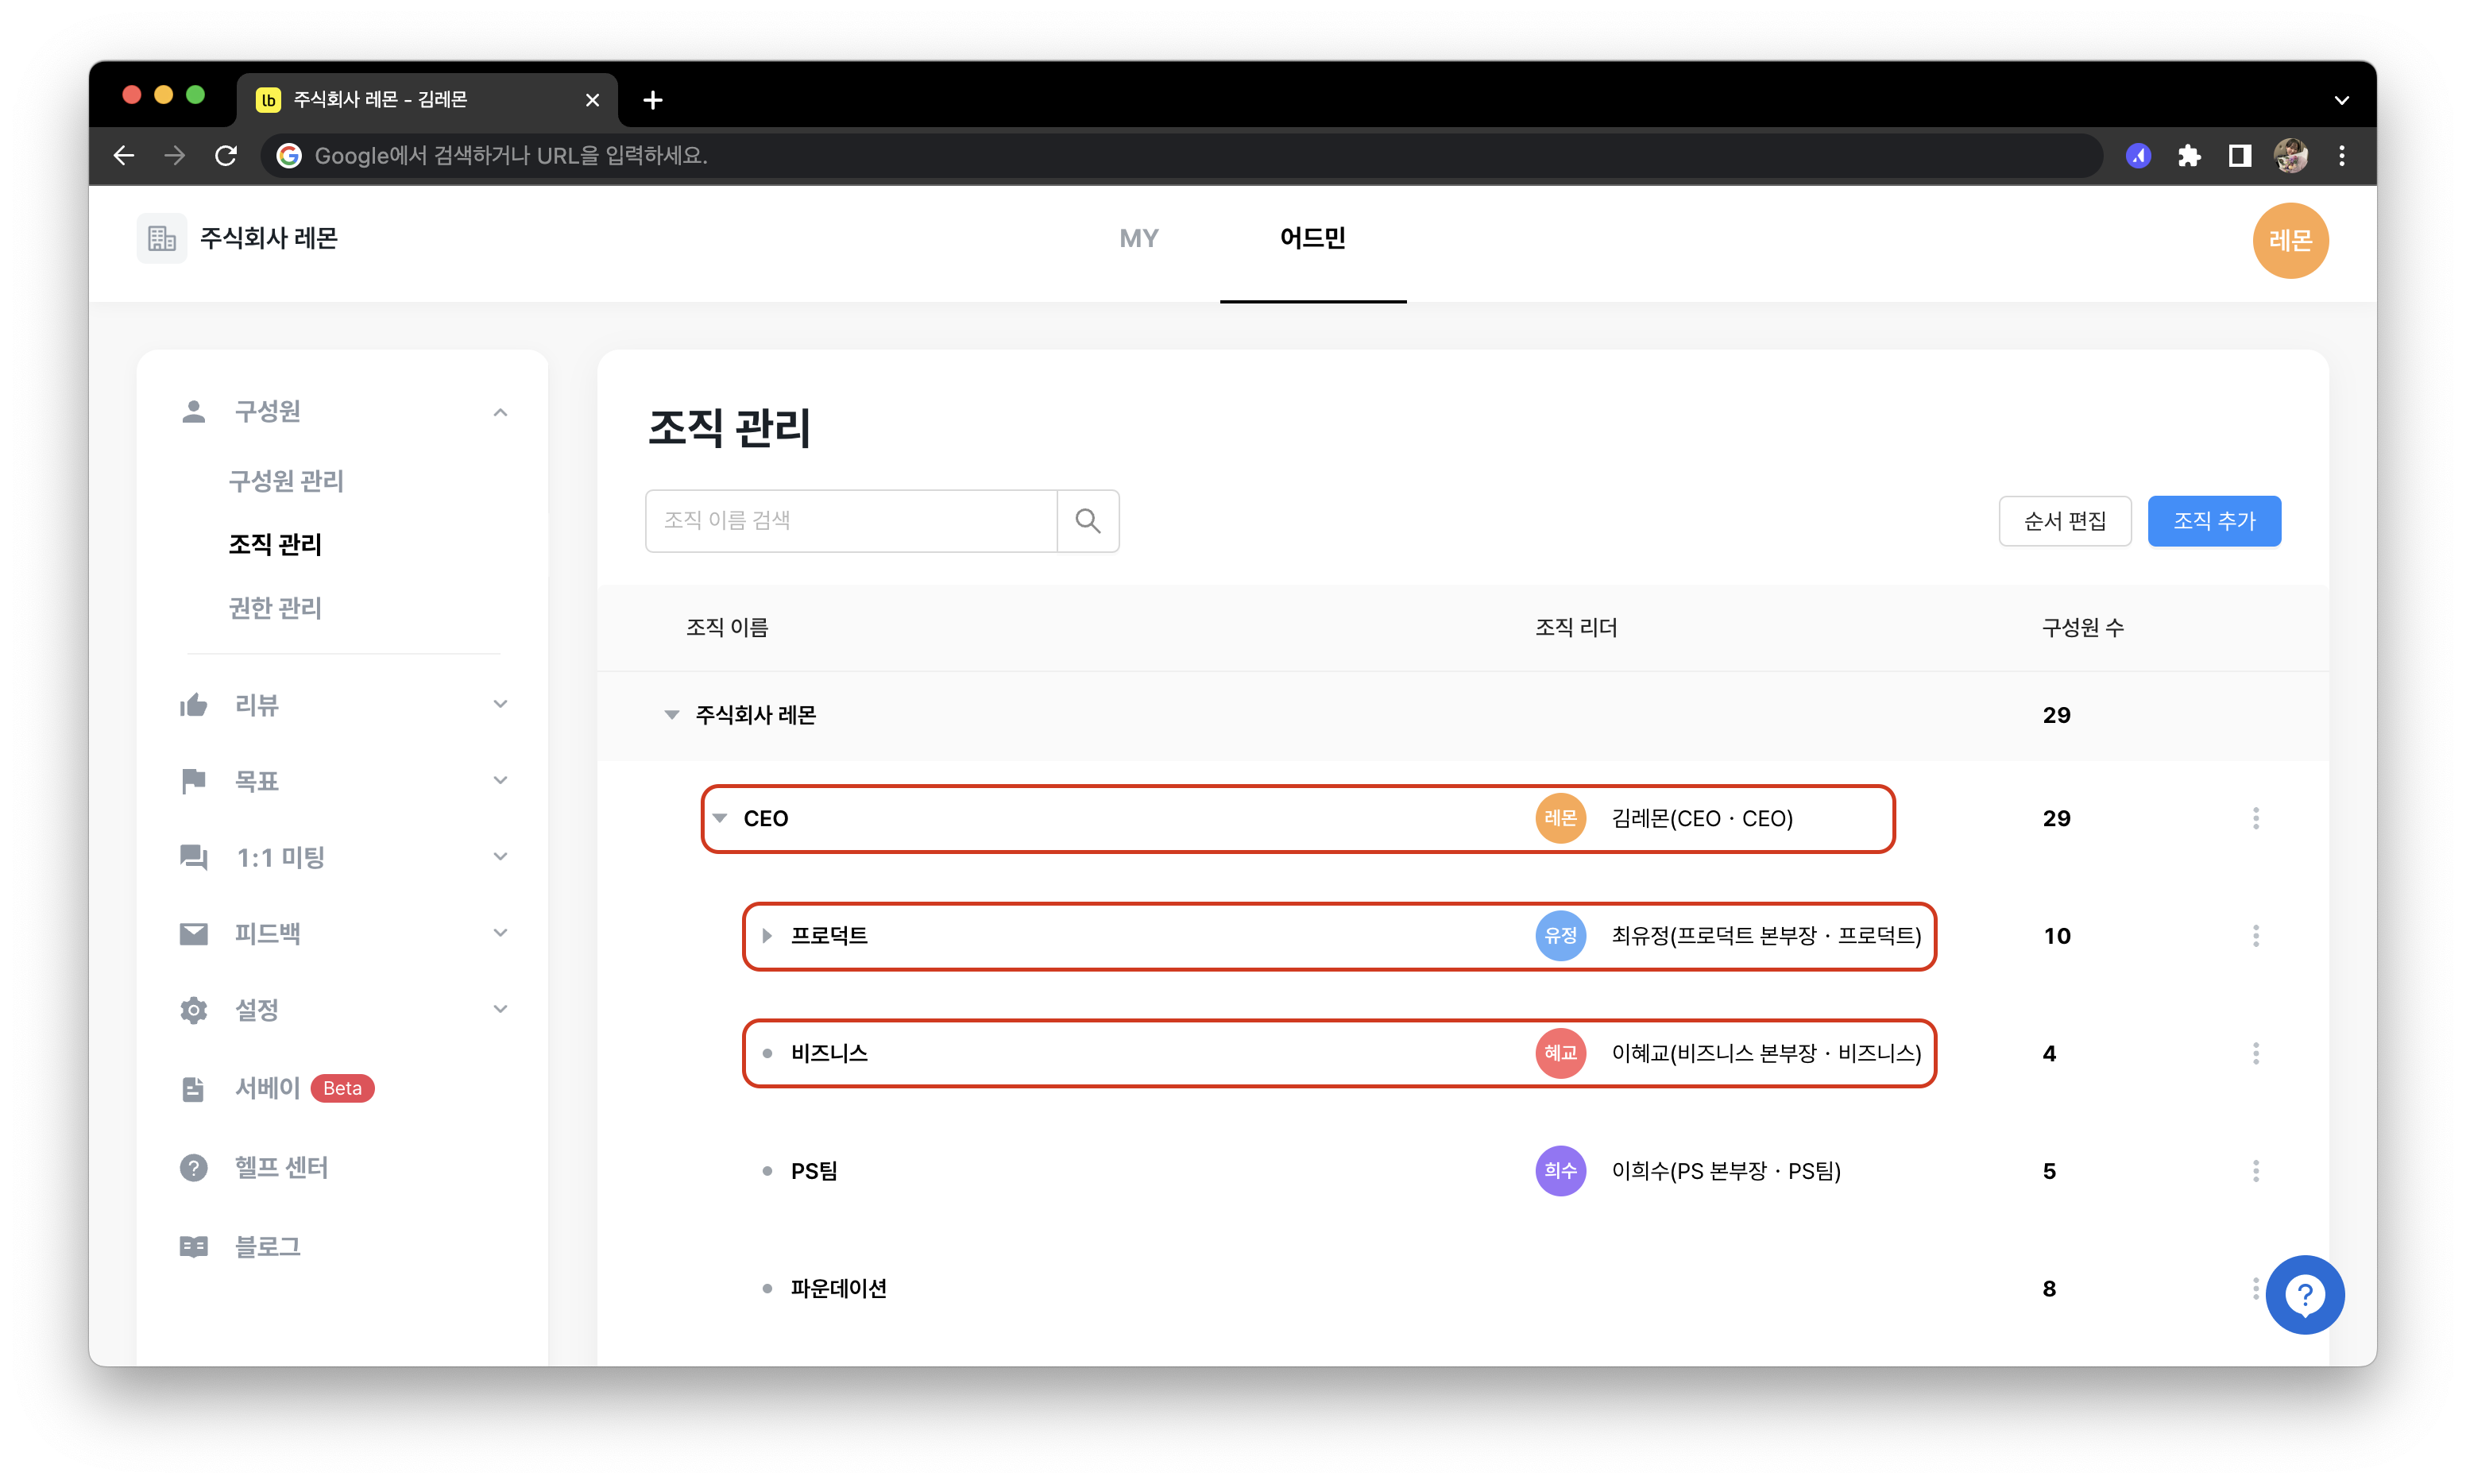 lb 주식회사 레몬 - 김레몬
Google에서 검색하거나 URL을 입력하세요.
주식회사 레몬
MY
어드민
레몬
구성원
구성원 관리
조직 관리
권한 관리
리뷰
목표
1:1 미팅
피드백
설정
서베이 Beta
헬프 센터
블로그
조직 관리
조직 이름 검색
순서 편집
조직 추가
조직 이름 조직 리더 구성원 수
주식회사 레몬 29
CEO 레몬 김레몬(CEO · CEO) 29
프로덕트 유정 최유정(프로덕트 본부장 · 프로덕트) 10
비즈니스 혜교 이혜교(비즈니스 본부장 · 비즈니스) 4
PS팀 희수 이희수(PS 본부장 · PS팀) 5
파운데이션 8